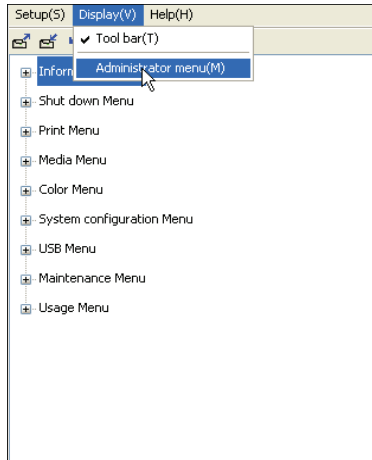 Setup(S) Display(V) Help(H)
Tool bar(T)
Administrator menu(M)
Shut down Menu
Print Menu
Media Menu
Color Menu
System configuration Menu
USB Menu
Maintenance Menu
Usage Menu